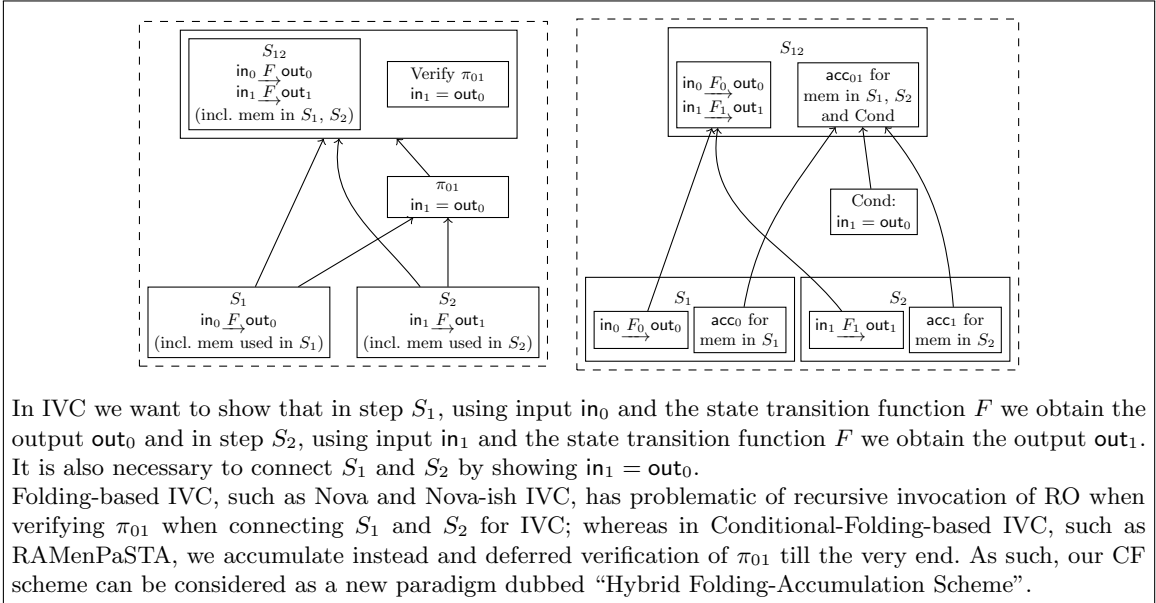 S₁₂
in₀ F→ out₀
in₁ F→ out₁
(incl. mem in S₁, S₂)
Verify π₀₁
in₁ = out₀
π₀₁
in₁ = out₀
S₁
in₀ F→ out₀
(incl. mem used in S₁)
S₂
in₁ F→ out₁
(incl. mem used in S₂)
S₁₂
in₀ F₀→ out₀
in₁ F₁→ out₁
acc₀₁ for
mem in S₁, S₂
and Cond
Cond:
in₁ = out₀
S₁
in₀ F₀→ out₀
acc₀ for
mem in S₁
S₂
in₁ F₁→ out₁
acc₁ for
mem in S₂
In IVC we want to show that in step S₁, using input in₀ and the state transition function F we obtain the
output out₀ and in step S₂, using input in₁ and the state transition function F we obtain the output out₁.
It is also necessary to connect S₁ and S₂ by showing in₁ = out₀.
Folding-based IVC, such as Nova and Nova-ish IVC, has problematic of recursive invocation of RO when
verifying π₀₁ when connecting S₁ and S₂ for IVC; whereas in Conditional-Folding-based IVC, such as
RAMenPaSTA, we accumulate instead and deferred verification of π₀₁ till the very end. As such, our CF
scheme can be considered as a new paradigm dubbed “Hybrid Folding-Accumulation Scheme”.